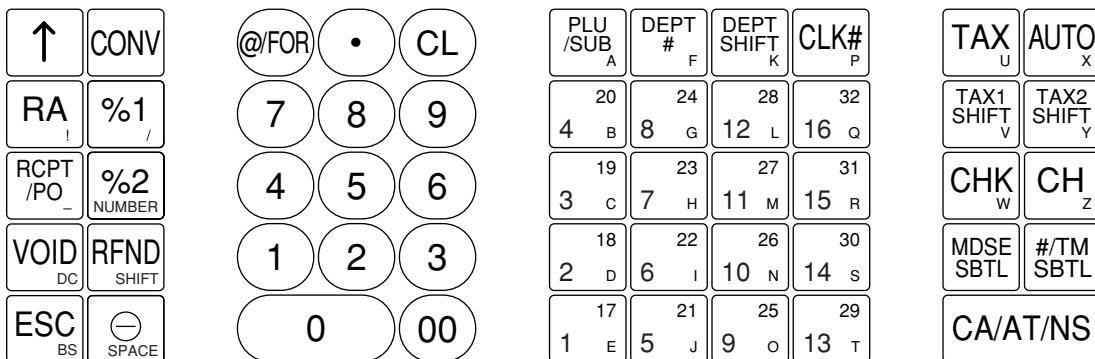 ↑ CONV @/FOR • CL PLU /SUB A DEPT # F DEPT SHIFT K CLK# P TAX U AUTO X
RA ! %1 / 7 8 9 20 4 B 24 8 G 28 12 L 32 16 Q TAX1 SHIFT V TAX2 SHIFT Y
RCPT /PO _ %2 NUMBER 4 5 6 19 3 C 23 7 H 27 11 M 31 15 R CHK W CH Z
VOID DC RFND SHIFT 1 2 3 18 2 D 22 6 I 26 10 N 30 14 S MDSE SBTL #/TM SBTL
ESC BS ⊖ SPACE 0 00 17 1 E 21 5 J 25 9 O 29 13 T CA/AT/NS